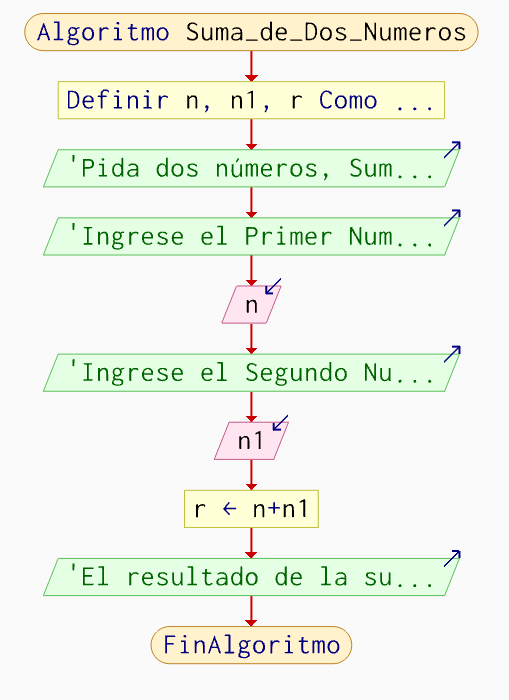 Algoritmo Suma_de_Dos_Numeros
Definir n, n1, r Como ...
'Pida dos números, Sum...
'Ingrese el Primer Num...
n
'Ingrese el Segundo Nu...
n1
r ← n+n1
'El resultado de la su...
FinAlgoritmo